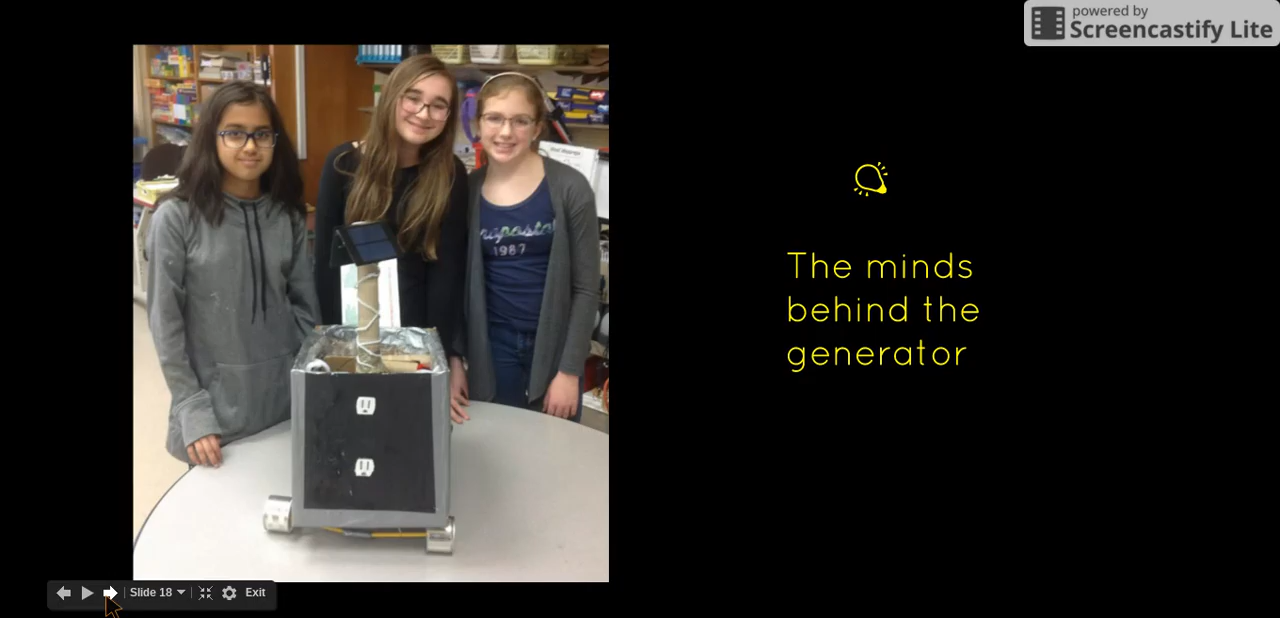 powered by
Screencastify Lite
1987
The minds
behind the
generator
Slide 18
Exit